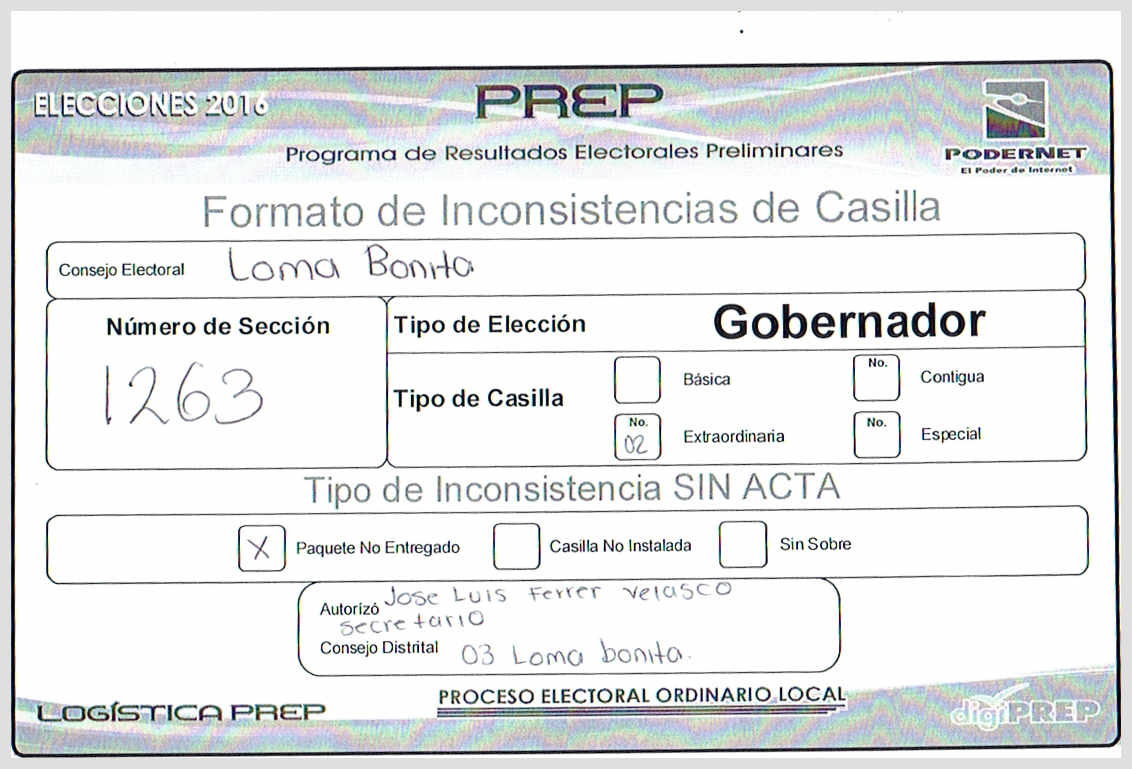 ELECCIONES 2016
PREP
Programa de Resultados Electorales Preliminares
PODERNET
El Poder de Internet
Formato de Inconsistencias de Casilla
Consejo Electoral Loma Bonita
Número de Sección
1263
Tipo de Elección Gobernador
Tipo de Casilla
Básica
No. Contigua
No. 02 Extraordinaria
No. Especial
Tipo de Inconsistencia SIN ACTA
X Paquete No Entregado Casilla No Instalada Sin Sobre
Autorizó Jose Luis Ferrer Velasco
Secretario
Consejo Distrital 03 Loma bonita.
LOGÍSTICA PREP
PROCESO ELECTORAL ORDINARIO LOCAL
digiPREP